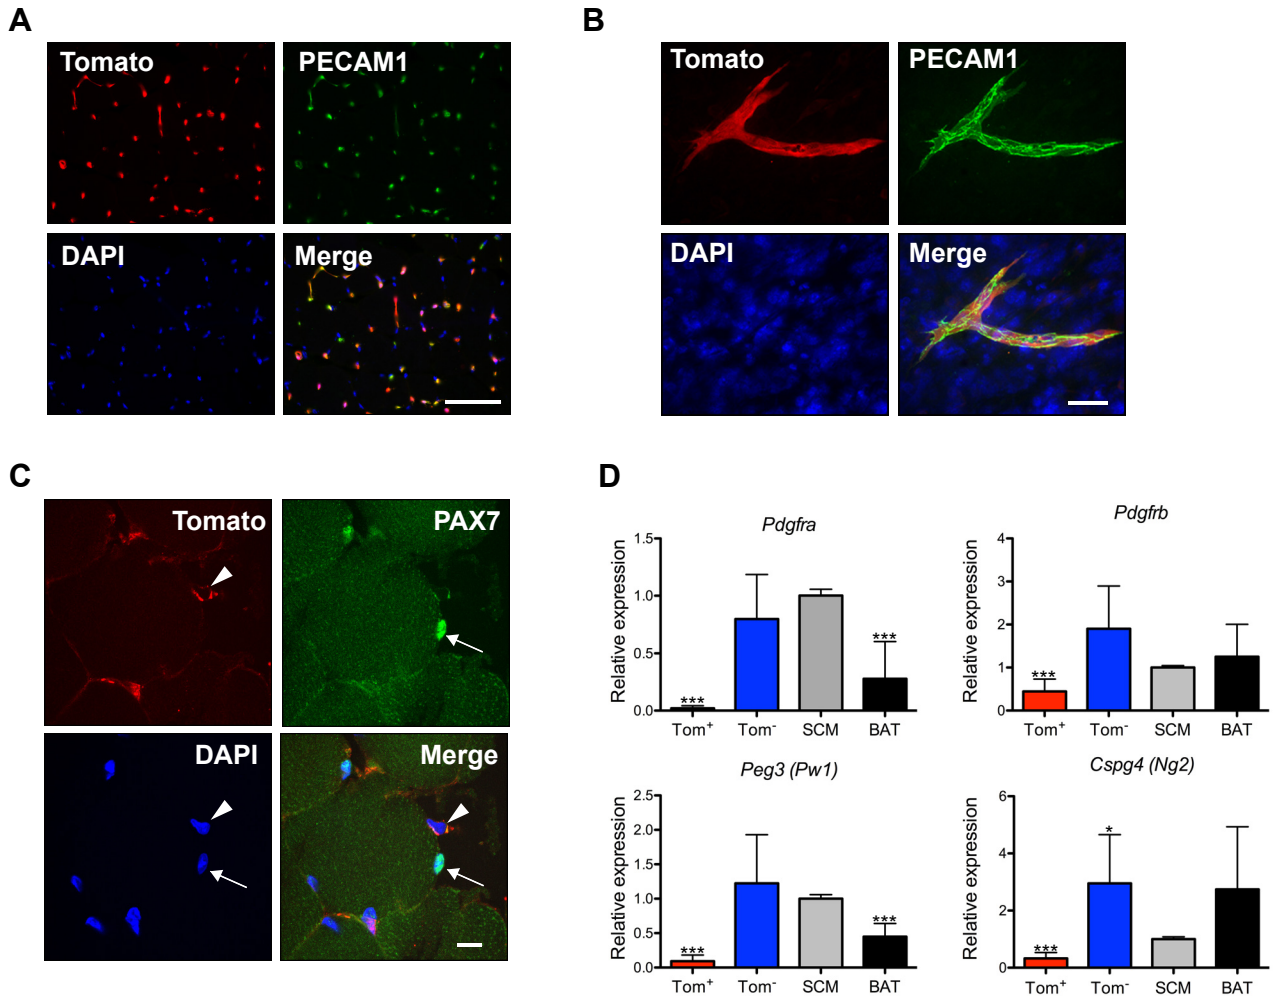 A
B
Tomato
PECAM1
Tomato
PECAM1
DAPI
Merge
DAPI
Merge
C
D
Tomato
PAX7
DAPI
Merge
Pdgfra
Relative expression
1.5
1.0
0.5
0.0
***
***
Tom⁺
Tom⁻
SCM
BAT
Pdgfrb
Relative expression
4
3
2
1
0
***
Tom⁺
Tom⁻
SCM
BAT
Peg3 (Pw1)
Relative expression
2.5
2.0
1.5
1.0
0.5
0.0
***
***
Tom⁺
Tom⁻
SCM
BAT
Cspg4 (Ng2)
Relative expression
6
4
2
0
***
*
Tom⁺
Tom⁻
SCM
BAT